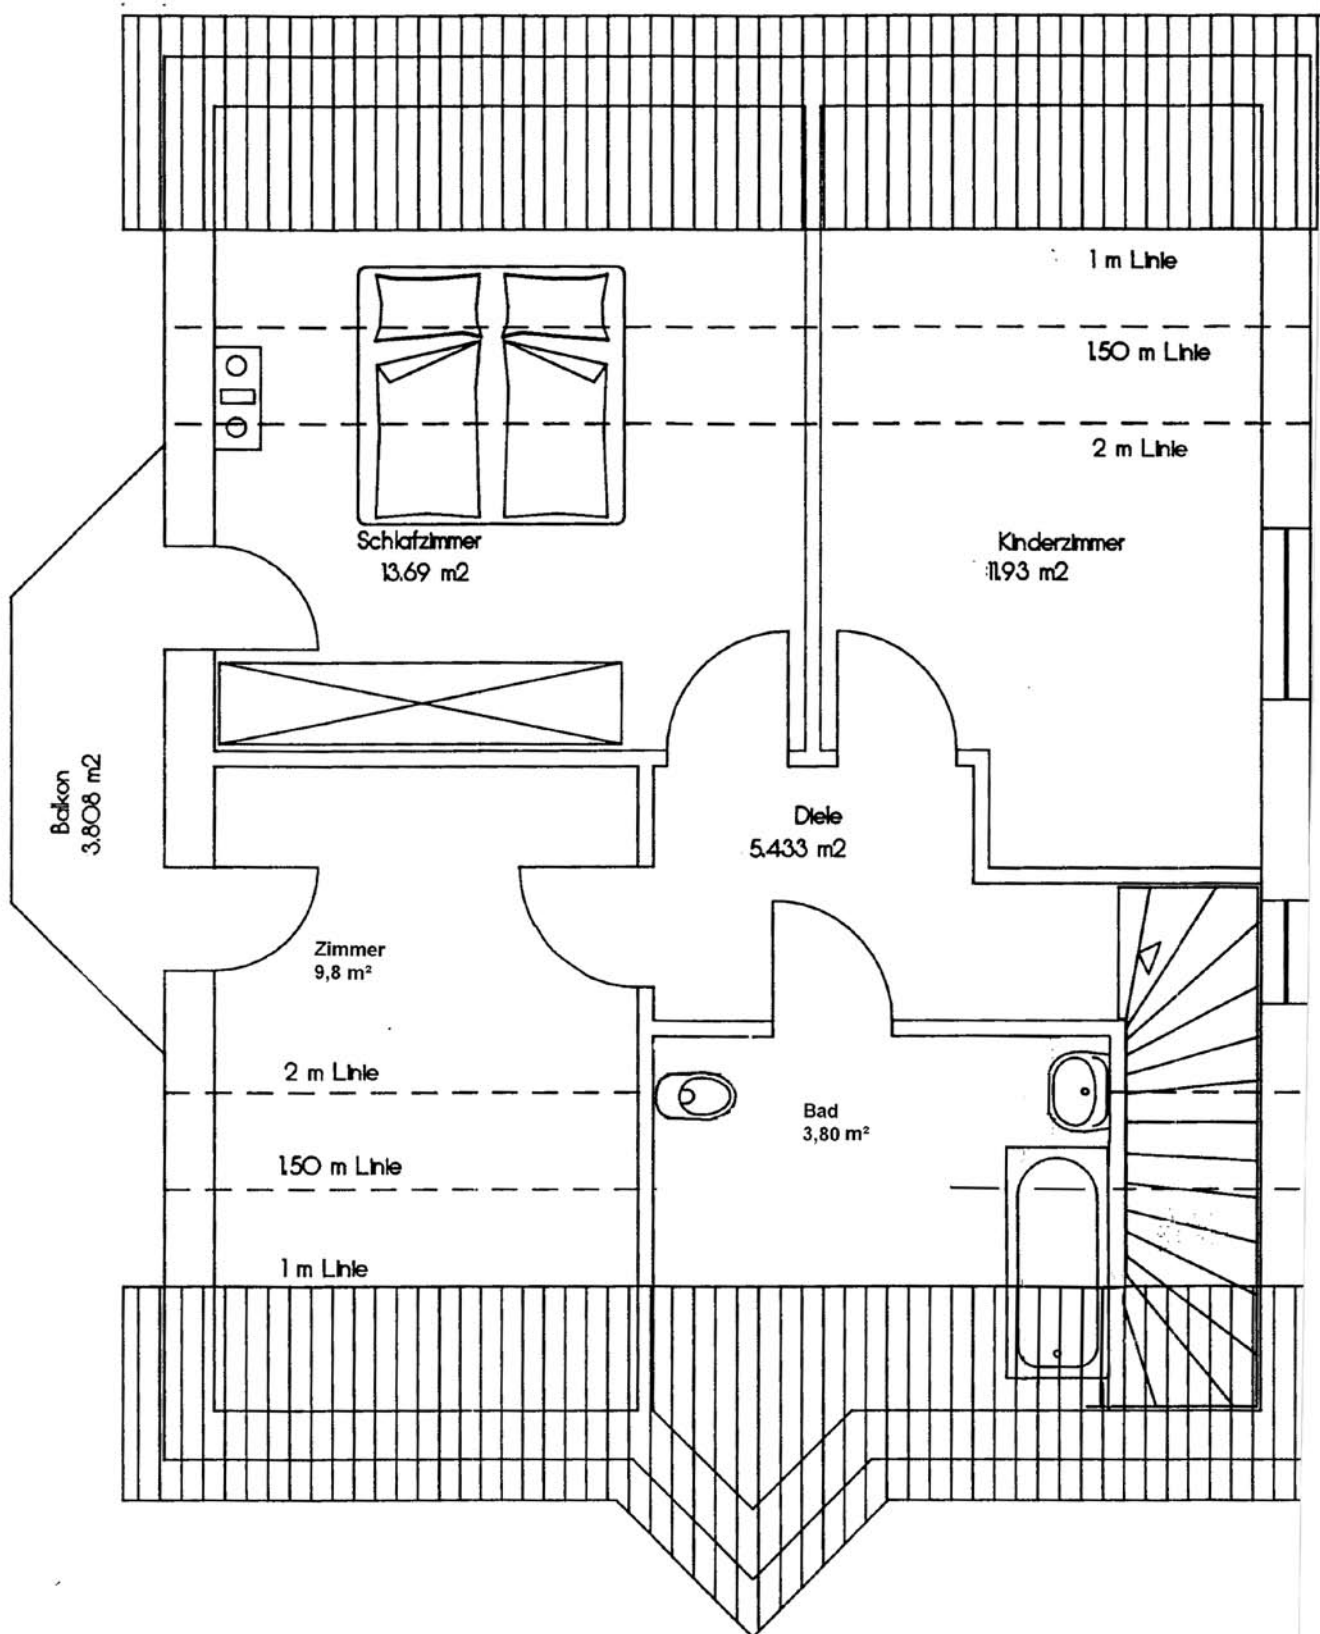 1 m Linie
1.50 m Linie
2 m Linie
Schlafzimmer
13.69 m2
Kinderzimmer
11.93 m2
Balkon
3.808 m2
Diele
5.433 m2
Zimmer
9,8 m²
2 m Linie
Bad
3,80 m²
1.50 m Linie
1 m Linie